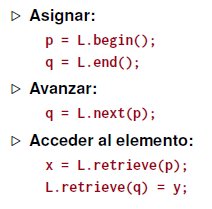 ▷ Asignar:
p = L.begin();
q = L.end();
▷ Avanzar:
q = L.next(p);
▷ Acceder al elemento:
x = L.retrieve(p);
L.retrieve(q) = y;